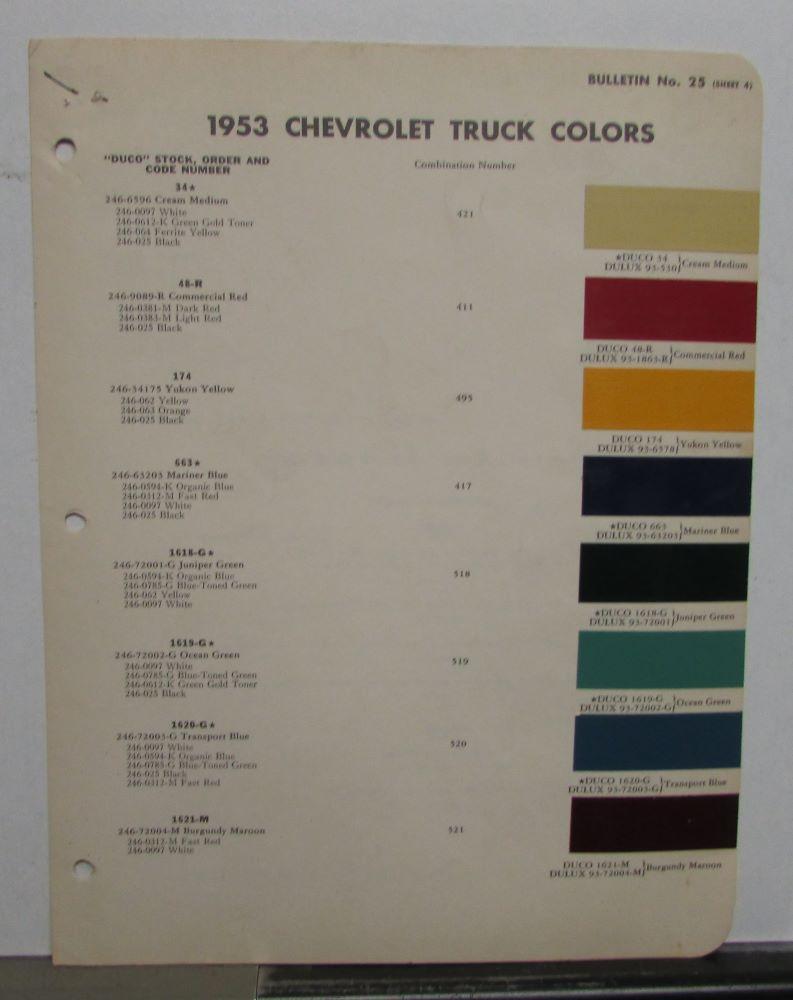 BULLETIN No. 25 (SHEET 4)
1953 CHEVROLET TRUCK COLORS
"DUCO" STOCK, ORDER AND
CODE NUMBER
Combination Number
34★
246-6596 Cream Medium
246-0097 White
246-0612-K Green Gold Toner
246-064 Ferrite Yellow
246-025 Black
421
★DUCO 34
DULUX 93-530} Cream Medium
48-R
246-9089-R Commercial Red
246-0381-M Dark Red
246-0383-M Light Red
246-025 Black
411
DUCO 48-R
DULUX 93-1863-R} Commercial Red
174
246-34175 Yukon Yellow
246-062 Yellow
246-063 Orange
246-025 Black
495
DUCO 174
DULUX 93-6578} Yukon Yellow
663★
246-63203 Mariner Blue
246-0594-K Organic Blue
246-0312-M Fast Red
246-0097 White
246-025 Black
417
★DUCO 663
DULUX 93-63203} Mariner Blue
1618-G★
246-72001-G Juniper Green
246-0594-K Organic Blue
246-0785-G Blue-Toned Green
246-062 Yellow
246-0097 White
518
★DUCO 1618-G
DULUX 93-72001} Juniper Green
1619-G★
246-72002-G Ocean Green
246-0097 White
246-0785-G Blue-Toned Green
246-0612-K Green Gold Toner
246-025 Black
519
★DUCO 1619-G
DULUX 93-72002-G} Ocean Green
1620-G★
246-72003-G Transport Blue
246-0097 White
246-0594-K Organic Blue
246-0785-G Blue-Toned Green
246-025 Black
246-0312-M Fast Red
520
★DUCO 1620-G
DULUX 93-72003-G} Transport Blue
1621-M
246-72004-M Burgundy Maroon
246-0312-M Fast Red
246-0097 White
521
DUCO 1621-M
DULUX 93-72004-M} Burgundy Maroon